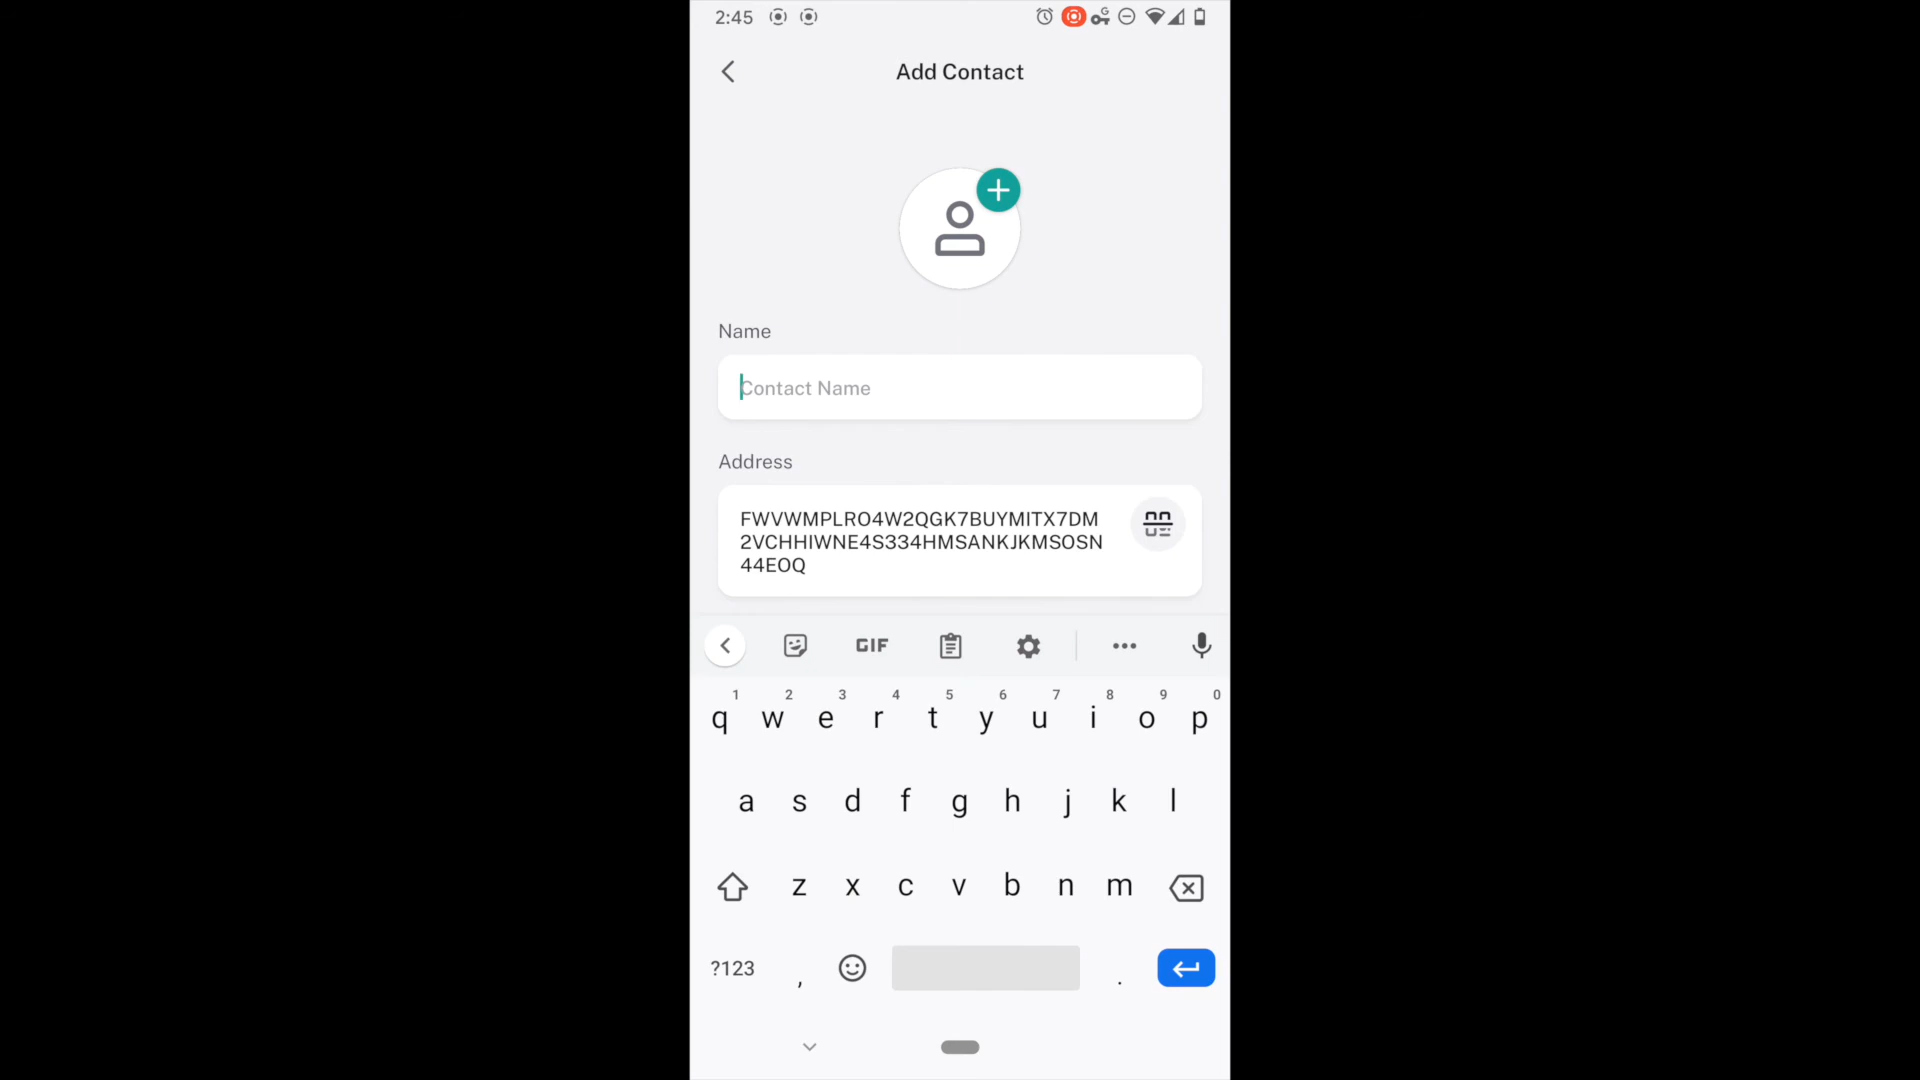 2:45
G
Add Contact
Name
Contact Name
Address
FWVWMPLRO4W2QGK7BUYMITX7DM
2VCHHIWNE4S334HMSANKJKMSOSN
44EOQ
GIF
1 2 3 4 5 6 7 8 9 0
q w e r t y u i o p
a s d f g h j k l
z x c v b n m
?123 , .